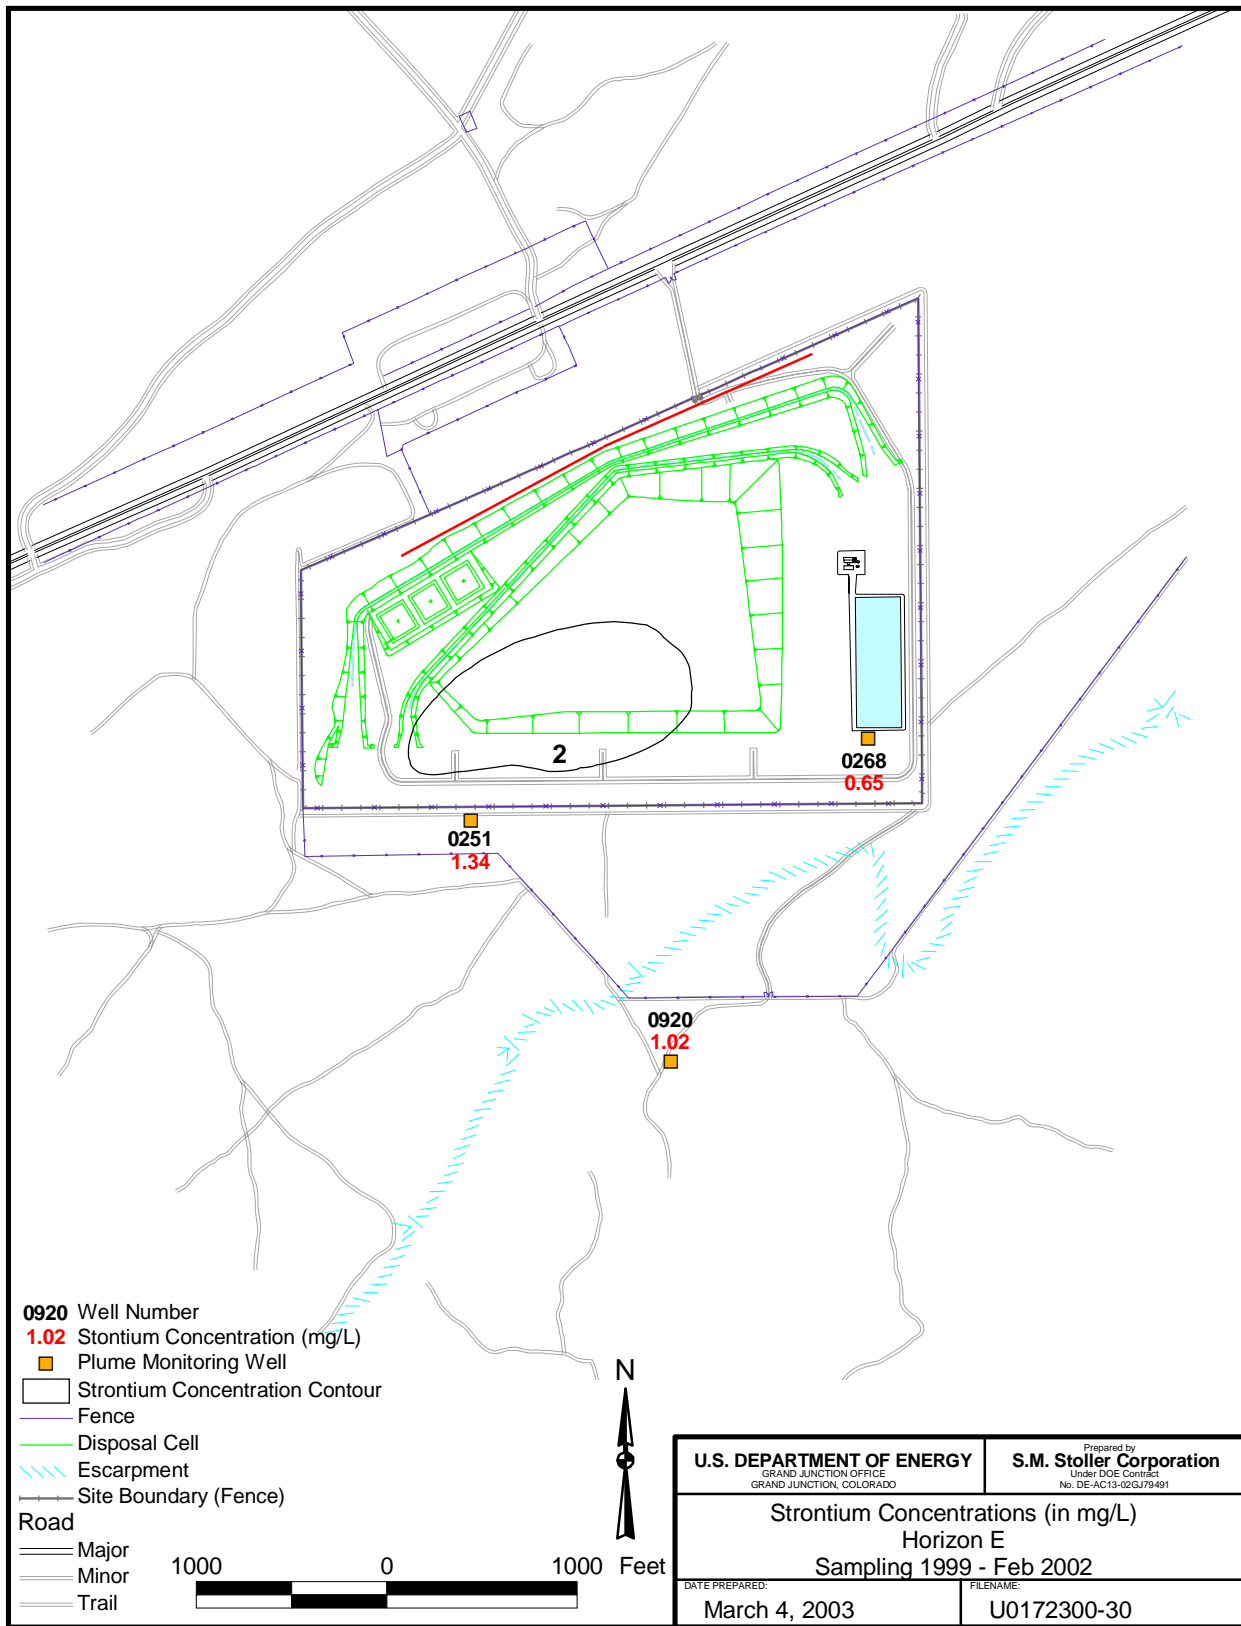 2
0268
0.65
0251
1.34
0920
1.02
0920 Well Number
1.02 Stontium Concentration (mg/L)
Plume Monitoring Well
Strontium Concentration Contour
Fence
Disposal Cell
Escarpment
Site Boundary (Fence)
Road
Major
Minor
Trail
1000 0 1000 Feet
N
U.S. DEPARTMENT OF ENERGY
GRAND JUNCTION OFFICE
GRAND JUNCTION, COLORADO
Prepared by
S.M. Stoller Corporation
Under DOE Contract
No. DE-AC13-02GJ79491
Strontium Concentrations (in mg/L)
Horizon E
Sampling 1999 - Feb 2002
DATE PREPARED:
March 4, 2003
FILENAME:
U0172300-30